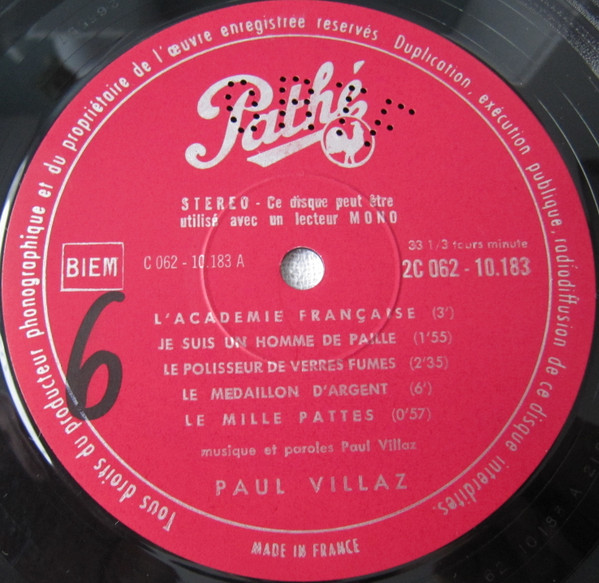 Tous droits du producteur phonographique et du propriétaire de l'œuvre enregistrée réservés Duplication, exécution publique, radiodiffusion de ce disque interdites.
Pathé
STEREO - Ce disque peut être
utilisé avec un lecteur MONO
33 1/3 tours minute
BIEM
C 062 - 10.183 A
2C 062 - 10.183
L'ACADEMIE FRANÇAISE (3')
JE SUIS UN HOMME DE PAILLE (1'55)
LE POLISSEUR DE VERRES FUMES (2'35)
LE MEDAILLON D'ARGENT (6')
LE MILLE PATTES (0'57)
6
musique et paroles Paul Villaz
PAUL VILLAZ
MADE IN FRANCE